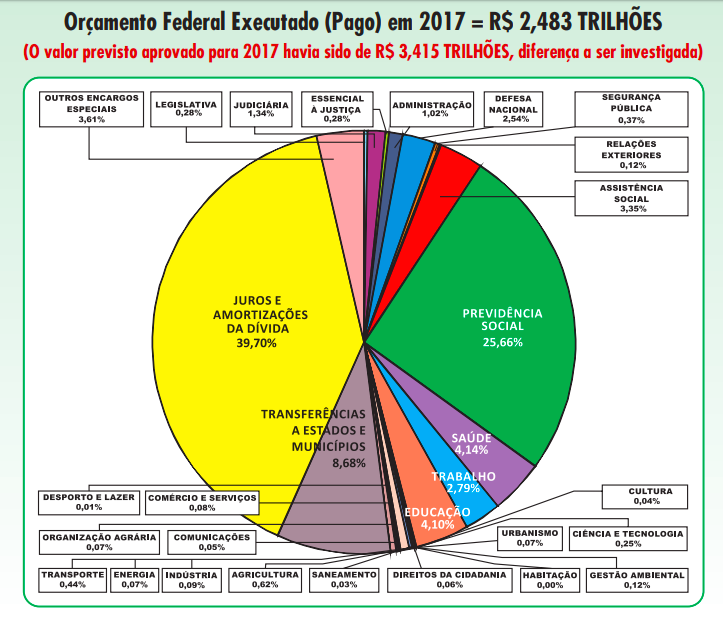 Orçamento Federal Executado (Pago) em 2017 = R$ 2,483 TRILHÕES
(O valor previsto aprovado para 2017 havia sido de R$ 3,415 TRILHÕES, diferença a ser investigada)
OUTROS ENCARGOS
ESPECIAIS
3,61%
LEGISLATIVA
0,28%
JUDICIÁRIA
1,34%
ESSENCIAL
À JUSTIÇA
0,28%
ADMINISTRAÇÃO
1,02%
DEFESA
NACIONAL
2,54%
SEGURANÇA
PÚBLICA
0,37%
RELAÇÕES
EXTERIORES
0,12%
ASSISTÊNCIA
SOCIAL
3,35%
JUROS E
AMORTIZAÇÕES
DA DÍVIDA
39,70%
PREVIDÊNCIA
SOCIAL
25,66%
TRANSFERÊNCIAS
A ESTADOS E
MUNICÍPIOS
8,68%
SAÚDE
4,14%
TRABALHO
2,79%
EDUCAÇÃO
4,10%
DESPORTO E LAZER
0,01%
COMÉRCIO E SERVIÇOS
0,08%
CULTURA
0,04%
ORGANIZAÇÃO AGRÁRIA
0,07%
COMUNICAÇÕES
0,05%
URBANISMO
0,07%
CIÊNCIA E TECNOLOGIA
0,25%
TRANSPORTE
0,44%
ENERGIA
0,07%
INDÚSTRIA
0,09%
AGRICULTURA
0,62%
SANEAMENTO
0,03%
DIREITOS DA CIDADANIA
0,06%
HABITAÇÃO
0,00%
GESTÃO AMBIENTAL
0,12%